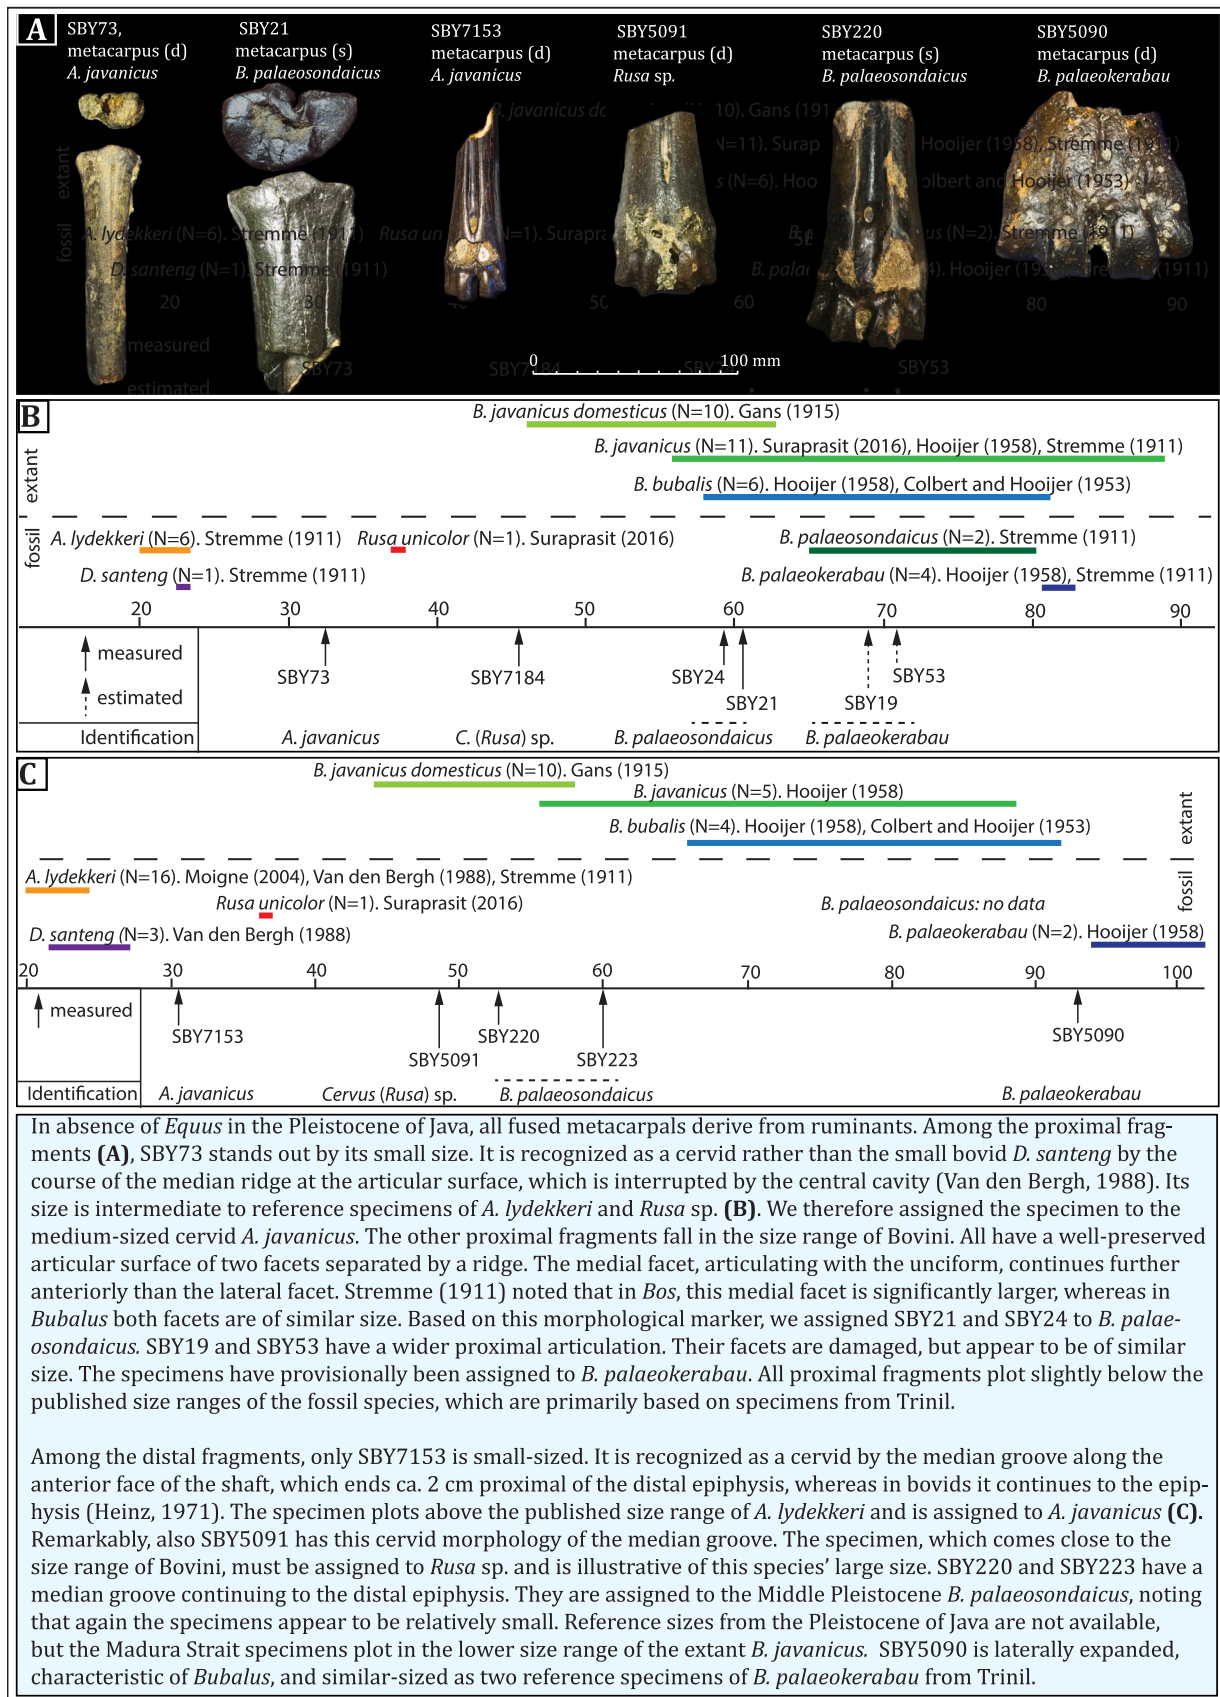 A
SBY73,
metacarpus (d)
A. javanicus
SBY21
metacarpus (s)
B. palaeosondaicus
SBY7153
metacarpus (d)
A. javanicus
SBY5091
metacarpus (d)
Rusa sp.
SBY220
metacarpus (s)
B. palaeosondaicus
SBY5090
metacarpus (d)
B. palaeokerabau
0 100 mm
B
extant
B. javanicus domesticus (N=10). Gans (1915)
B. javanicus (N=11). Suraprasit (2016), Hooijer (1958), Stremme (1911)
B. bubalis (N=6). Hooijer (1958), Colbert and Hooijer (1953)
fossil
A. lydekkeri (N=6). Stremme (1911)
Rusa unicolor (N=1). Suraprasit (2016)
B. palaeosondaicus (N=2). Stremme (1911)
D. santeng (N=1). Stremme (1911)
B. palaeokerabau (N=4). Hooijer (1958), Stremme (1911)
20 30 40 50 60 70 80 90
measured
estimated
SBY73
SBY7184
SBY24
SBY21
SBY19
SBY53
Identification
A. javanicus
C. (Rusa) sp.
B. palaeosondaicus
B. palaeokerabau
C
B. javanicus domesticus (N=10). Gans (1915)
B. javanicus (N=5). Hooijer (1958)
B. bubalis (N=4). Hooijer (1958), Colbert and Hooijer (1953)
extant
A. lydekkeri (N=16). Moigne (2004), Van den Bergh (1988), Stremme (1911)
Rusa unicolor (N=1). Suraprasit (2016)
B. palaeosondaicus: no data
fossil
D. santeng (N=3). Van den Bergh (1988)
B. palaeokerabau (N=2). Hooijer (1958)
20 30 40 50 60 70 80 90 100
measured
SBY7153
SBY5091
SBY220
SBY223
SBY5090
Identification
A. javanicus
Cervus (Rusa) sp.
B. palaeosondaicus
B. palaeokerabau
In absence of Equus in the Pleistocene of Java, all fused metacarpals derive from ruminants. Among the proximal frag-
ments (A), SBY73 stands out by its small size. It is recognized as a cervid rather than the small bovid D. santeng by the
course of the median ridge at the articular surface, which is interrupted by the central cavity (Van den Bergh, 1988). Its
size is intermediate to reference specimens of A. lydekkeri and Rusa sp. (B). We therefore assigned the specimen to the
medium-sized cervid A. javanicus. The other proximal fragments fall in the size range of Bovini. All have a well-preserved
articular surface of two facets separated by a ridge. The medial facet, articulating with the unciform, continues further
anteriorly than the lateral facet. Stremme (1911) noted that in Bos, this medial facet is significantly larger, whereas in
Bubalus both facets are of similar size. Based on this morphological marker, we assigned SBY21 and SBY24 to B. palae-
osondaicus. SBY19 and SBY53 have a wider proximal articulation. Their facets are damaged, but appear to be of similar
size. The specimens have provisionally been assigned to B. palaeokerabau. All proximal fragments plot slightly below the
published size ranges of the fossil species, which are primarily based on specimens from Trinil.
Among the distal fragments, only SBY7153 is small-sized. It is recognized as a cervid by the median groove along the
anterior face of the shaft, which ends ca. 2 cm proximal of the distal epiphysis, whereas in bovids it continues to the epip-
hysis (Heinz, 1971). The specimen plots above the published size range of A. lydekkeri and is assigned to A. javanicus (C).
Remarkably, also SBY5091 has this cervid morphology of the median groove. The specimen, which comes close to the
size range of Bovini, must be assigned to Rusa sp. and is illustrative of this species' large size. SBY220 and SBY223 have a
median groove continuing to the distal epiphysis. They are assigned to the Middle Pleistocene B. palaeosondaicus, noting
that again the specimens appear to be relatively small. Reference sizes from the Pleistocene of Java are not available,
but the Madura Strait specimens plot in the lower size range of the extant B. javanicus. SBY5090 is laterally expanded,
characteristic of Bubalus, and similar-sized as two reference specimens of B. palaeokerabau from Trinil.